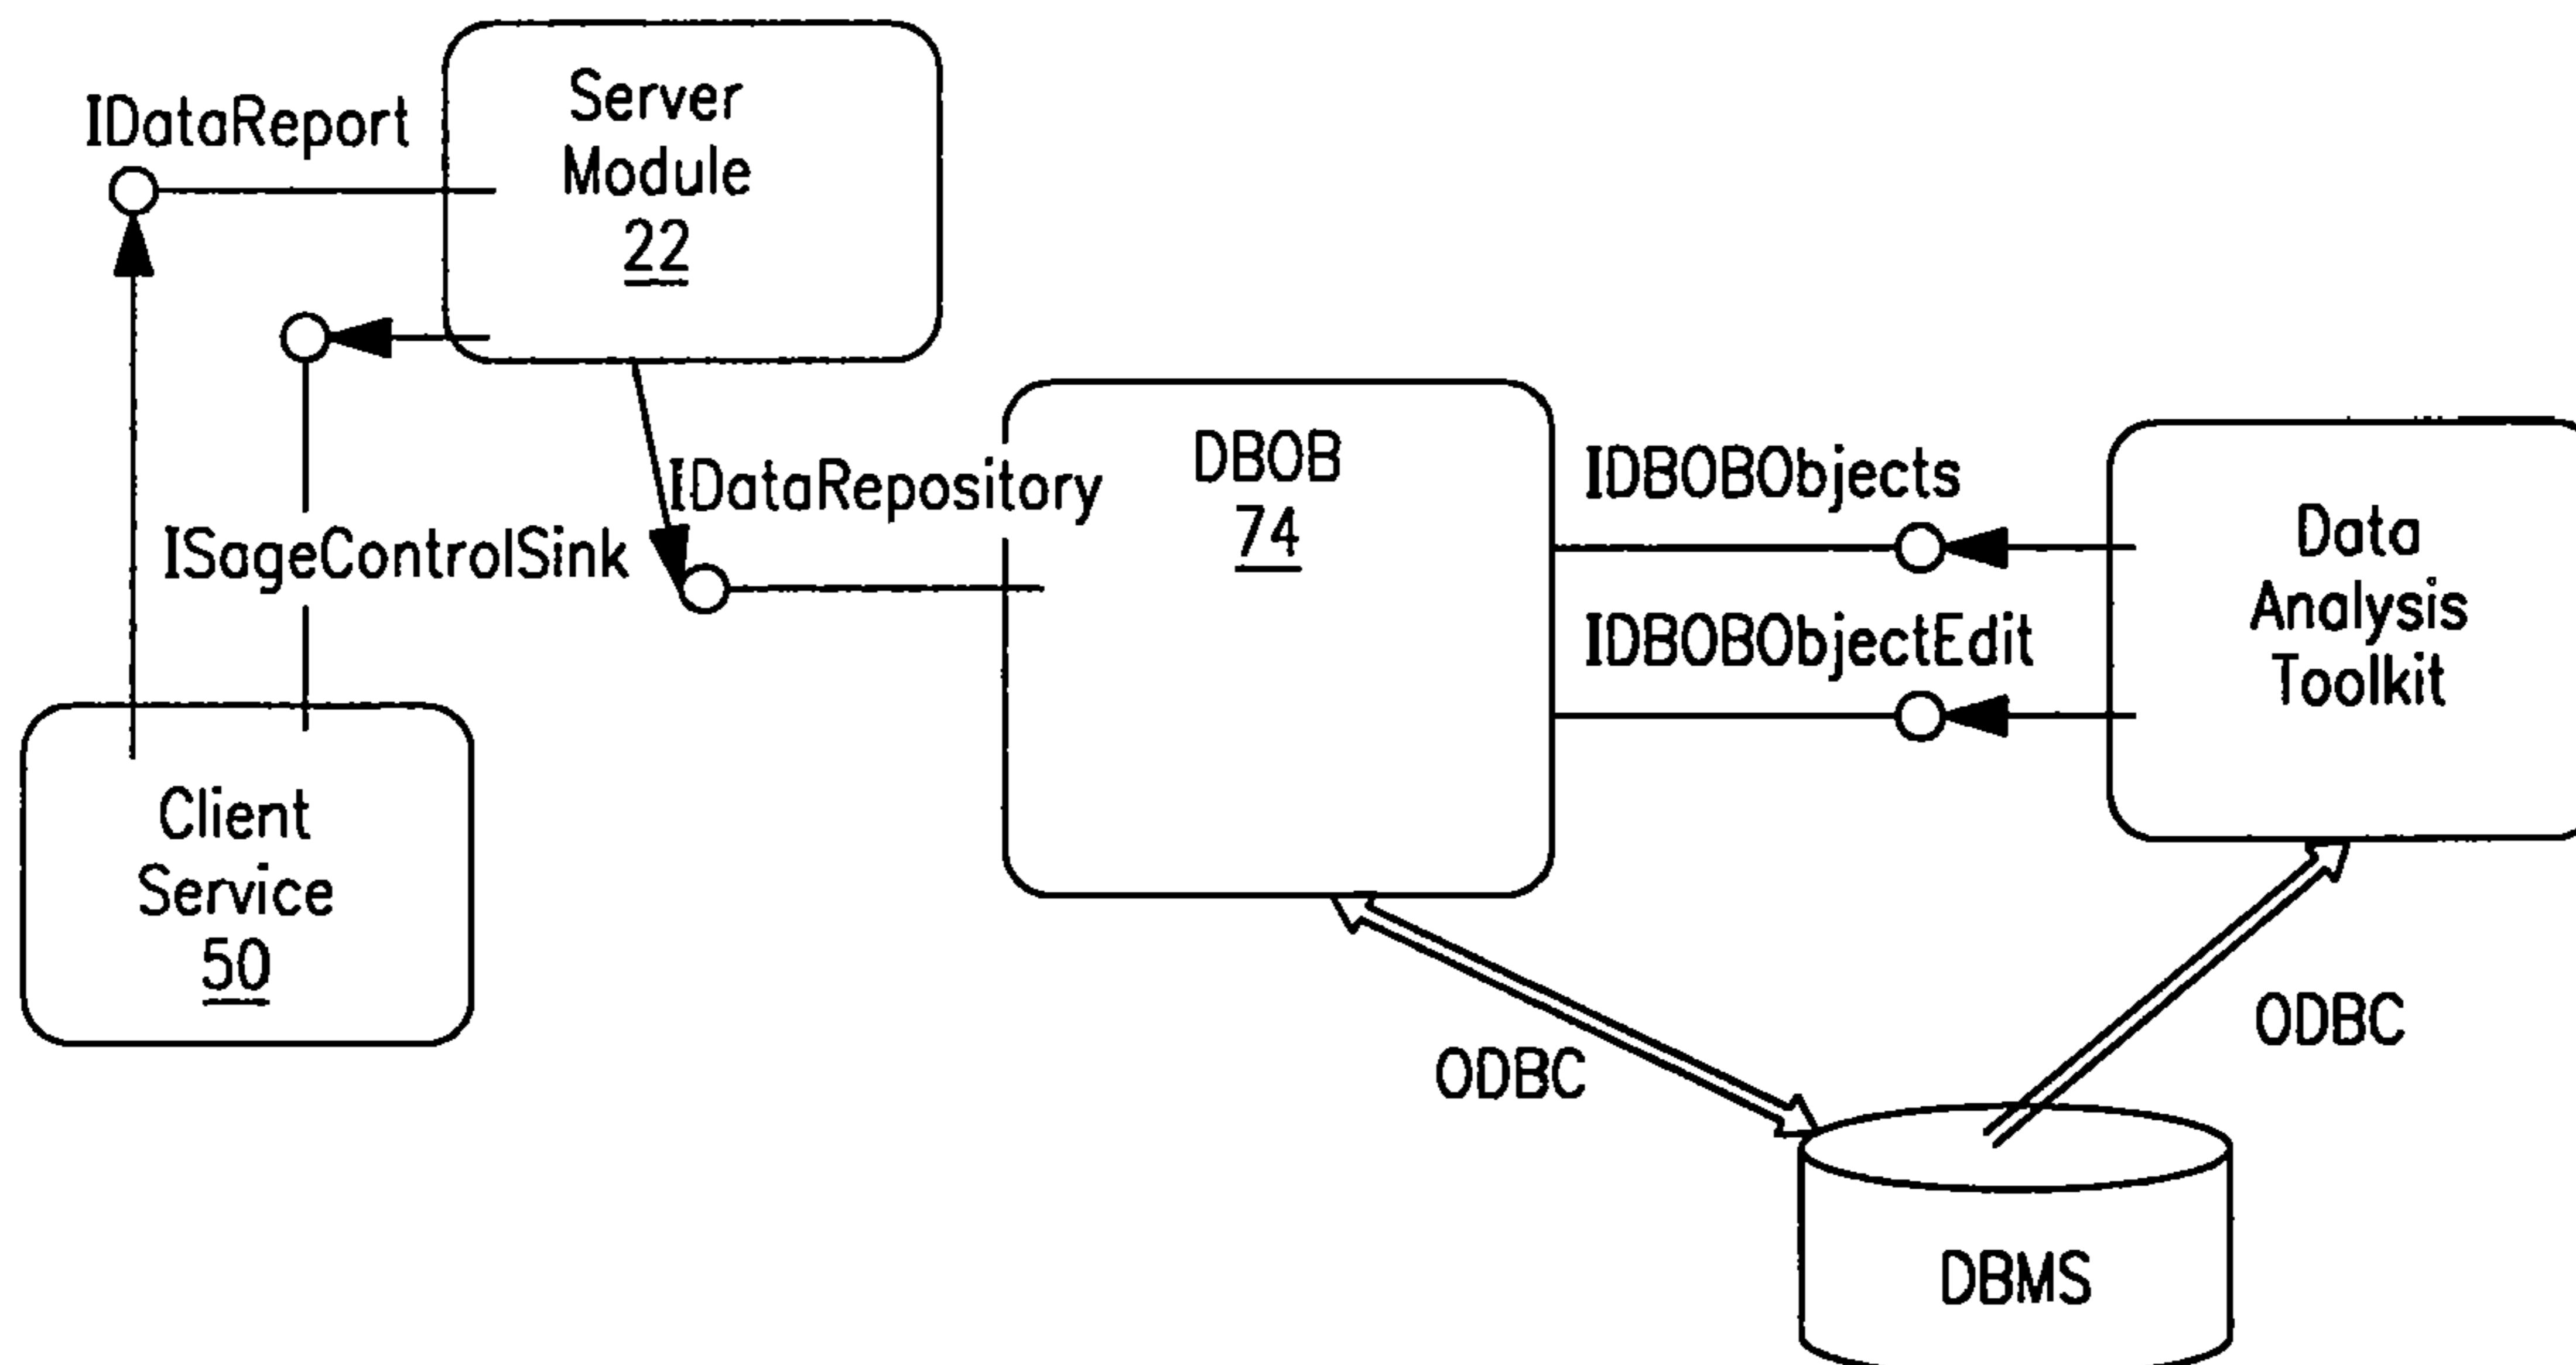 IDataReport
Server
Module
22
ISageControlSink
IDataRepository
Client
Service
50
DBOB
74
IDBOBObjects
IDBOBObjectEdit
Data
Analysis
Toolkit
ODBC
ODBC
DBMS